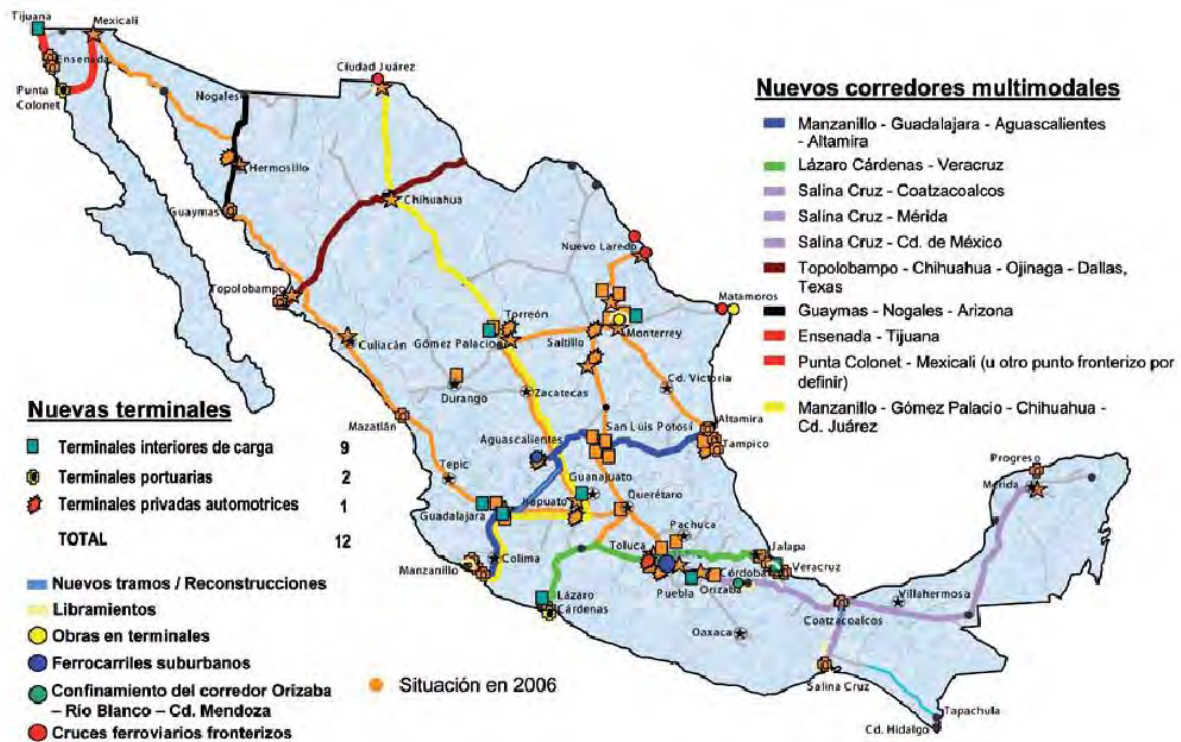 Tijuana
Mexicali
Ensenada
Punta
Colonet
Nogales
Ciudad Juárez
Hermosillo
Guaymas
Chihuahua
Topolobampo
Culiacán
Nuevo Laredo
Matamoros
Torreón
Gómez Palacio
Saltillo
Monterrey
Durango
Zacatecas
Cd. Victoria
Mazatlán
Altamira
Tampico
San Luis Potosí
Aguascalientes
Tepic
Guanajuato
Irapuato
Querétaro
Guadalajara
Pachuca
Colima
Manzanillo
Toluca
Jalapa
Veracruz
Córdoba
Orizaba
Puebla
Lázaro
Cárdenas
Oaxaca
Progreso
Mérida
Villahermosa
Coatzacoalcos
Salina Cruz
Tapachula
Cd. Hidalgo
Nuevos corredores multimodales
Manzanillo - Guadalajara - Aguascalientes
- Altamira
Lázaro Cárdenas - Veracruz
Salina Cruz - Coatzacoalcos
Salina Cruz - Mérida
Salina Cruz - Cd. de México
Topolobampo - Chihuahua - Ojinaga - Dallas,
Texas
Guaymas - Nogales - Arizona
Ensenada - Tijuana
Punta Colonet - Mexicali (u otro punto fronterizo por
definir)
Manzanillo - Gómez Palacio - Chihuahua -
Cd. Juárez
Nuevas terminales
Terminales interiores de carga 9
Terminales portuarias 2
Terminales privadas automotrices 1
TOTAL 12
Nuevos tramos / Reconstrucciones
Libramientos
Obras en terminales
Ferrocarriles suburbanos
Confinamiento del corredor Orizaba
– Río Blanco – Cd. Mendoza
Cruces ferroviarios fronterizos
Situación en 2006